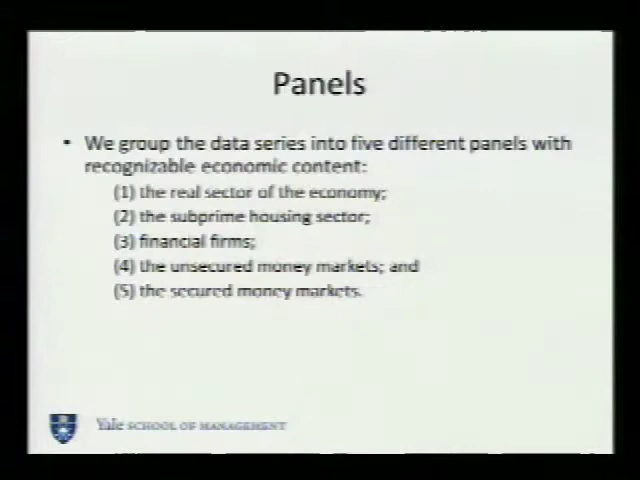 Panels
• We group the data series into five different panels with
recognizable economic content:
(1) the real sector of the economy;
(2) the subprime housing sector;
(3) financial firms;
(4) the unsecured money markets; and
(5) the secured money markets.
Yale SCHOOL OF MANAGEMENT